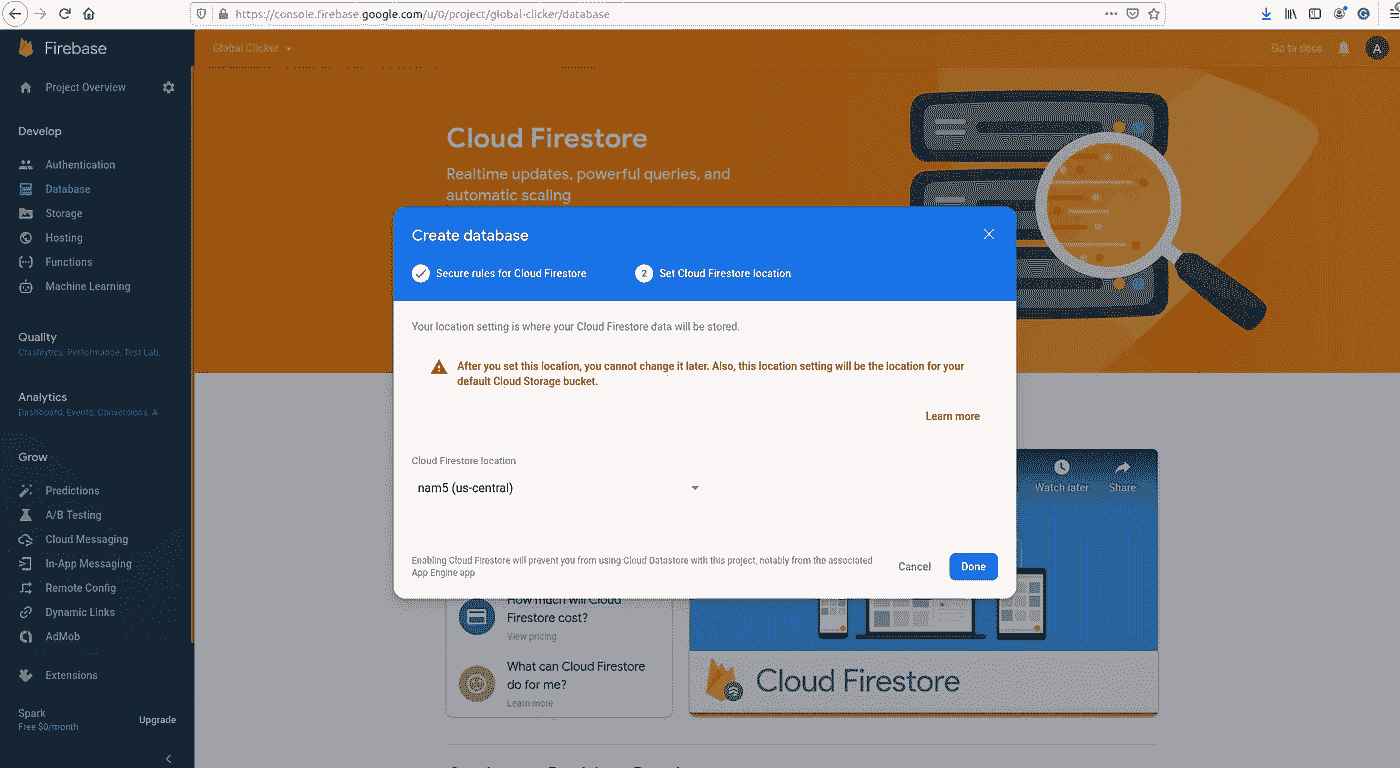 https://console.firebase.google.com/u/0/project/global-clicker/database
Firebase
Global Clicker
Go to docs
A
Project Overview
Develop
Authentication
Database
Storage
Hosting
Functions
Machine Learning
Quality
Crashlytics, Performance, Test Lab,
Analytics
Dashboard, Events, Conversions, A
Grow
Predictions
A/B Testing
Cloud Messaging
In-App Messaging
Remote Config
Dynamic Links
AdMob
Extensions
Spark
Free $0/month
Upgrade
Cloud Firestore
Realtime updates, powerful queries, and
automatic scaling
Create database
Secure rules for Cloud Firestore
2 Set Cloud Firestore location
Your location setting is where your Cloud Firestore data will be stored.
After you set this location, you cannot change it later. Also, this location setting will be the location for your
default Cloud Storage bucket.
Learn more
Cloud Firestore location
nam5 (us-central)
Enabling Cloud Firestore will prevent you from using Cloud Datastore with this project, notably from the associated
App Engine app
Cancel
Done
Watch later
Share
How much will Cloud
Firestore cost?
View pricing
What can Cloud Firestore
do for me?
Learn more
Cloud Firestore